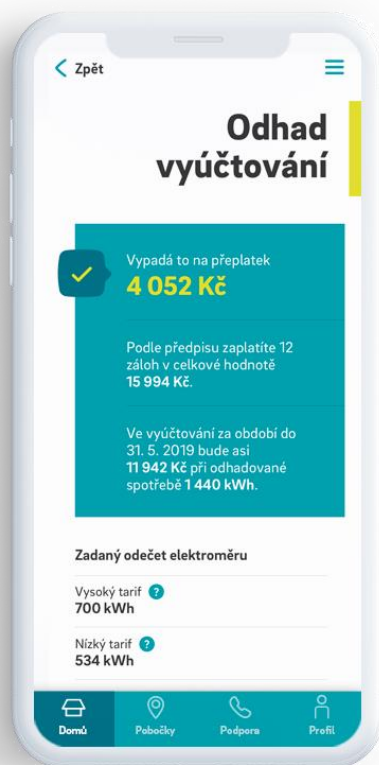 Zpět
Odhad
vyúčtování
Vypadá to na přeplatek
4 052 Kč
Podle předpisu zaplatíte 12
záloh v celkové hodnotě
15 994 Kč.
Ve vyúčtování za období do
31. 5. 2019 bude asi
11 942 Kč při odhadované
spotřebě 1 440 kWh.
Zadaný odečet elektroměru
Vysoký tarif ?
700 kWh
Nízký tarif ?
534 kWh
Domů Pobočky Podpora Profil